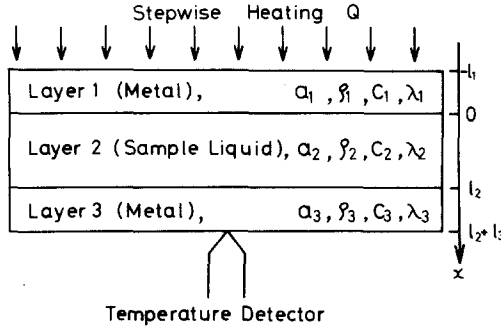 Stepwise Heating Q
-l₁
Layer 1 (Metal), a₁, ρ₁, C₁, λ₁
0
Layer 2 (Sample Liquid), a₂, ρ₂, C₂, λ₂
l₂
Layer 3 (Metal), a₃, ρ₃, C₃, λ₃
l₂+l₃
x
Temperature Detector